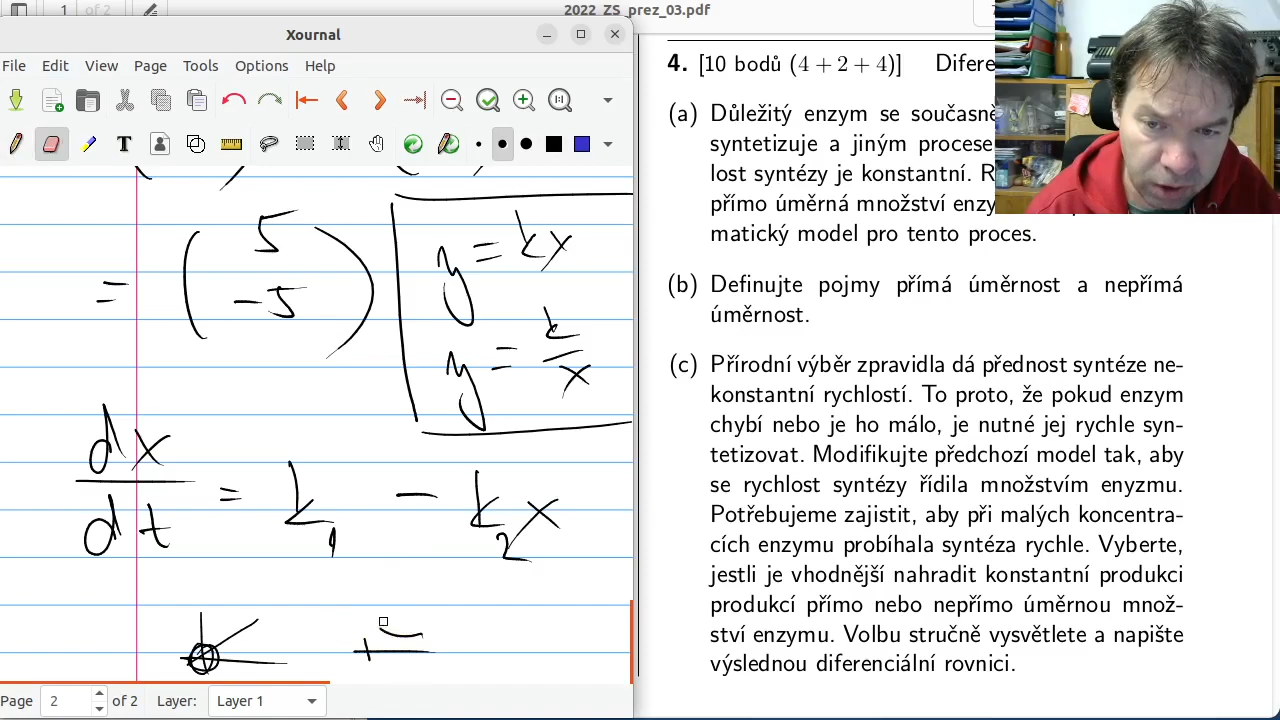 1 of 2
2022_ZS_prez_03.pdf
Xournal
File Edit View Page Tools Options Help
= ( 5 -5 )
y = kx
y = k/x
dx/dt = k1 - k2x
Page 2 of 2 Layer: Layer 1
4. [10 bodů (4 + 2 + 4)] Difere
(a) Důležitý enzym se současně
syntetizuje a jiným procese
lost syntézy je konstantní. R
přímo úměrná množství enzy
matický model pro tento proces.
(b) Definujte pojmy přímá úměrnost a nepřímá
úměrnost.
(c) Přírodní výběr zpravidla dá přednost syntéze ne-
konstantní rychlostí. To proto, že pokud enzym
chybí nebo je ho málo, je nutné jej rychle syn-
tetizovat. Modifikujte předchozí model tak, aby
se rychlost syntézy řídila množstvím enyzmu.
Potřebujeme zajistit, aby při malých koncentra-
cích enzymu probíhala syntéza rychle. Vyberte,
jestli je vhodnější nahradit konstantní produkci
produkcí přímo nebo nepřímo úměrnou množ-
ství enzymu. Volbu stručně vysvětlete a napište
výslednou diferenciální rovnici.